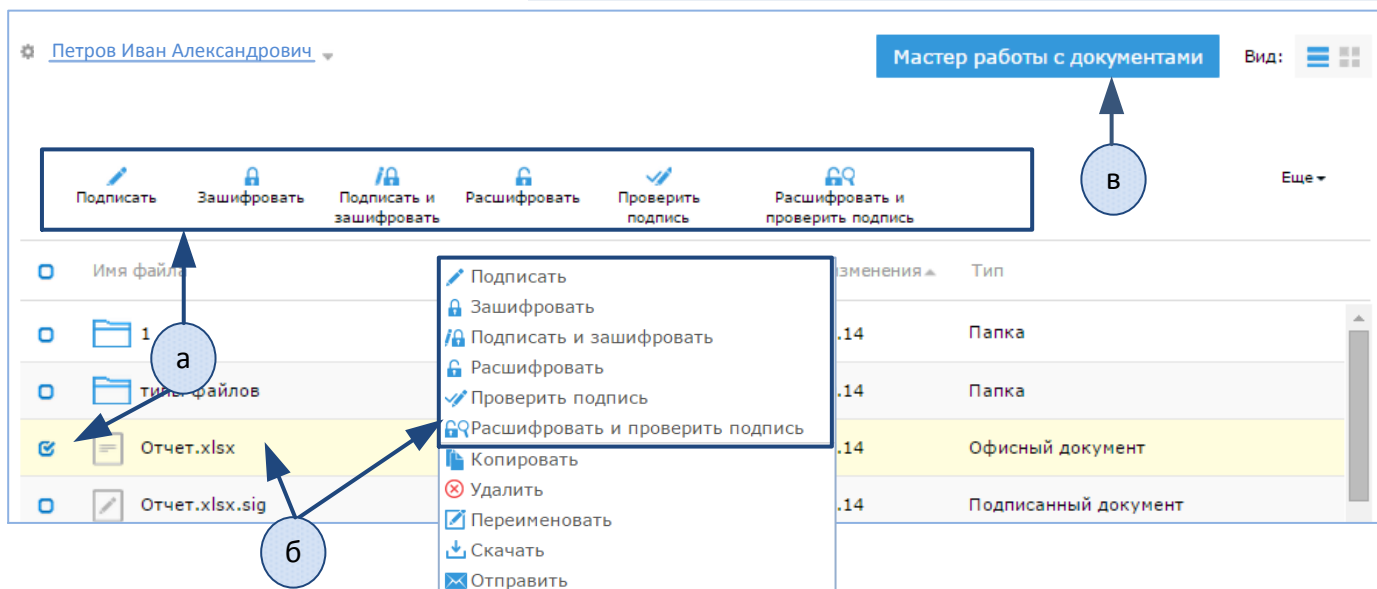 Петров Иван Александрович
Мастер работы с документами
Вид:
в
Подписать
Зашифровать
Подписать и
зашифровать
Расшифровать
Проверить
подпись
Расшифровать и
проверить подпись
Еще
Имя файла
изменения
Тип
1
.14
Папка
а
файлов
.14
Папка
Отчет.xlsx
.14
Офисный документ
Отчет.xlsx.sig
.14
Подписанный документ
Подписать
Зашифровать
Подписать и зашифровать
Расшифровать
Проверить подпись
Расшифровать и проверить подпись
Копировать
Удалить
Переименовать
Скачать
Отправить
б